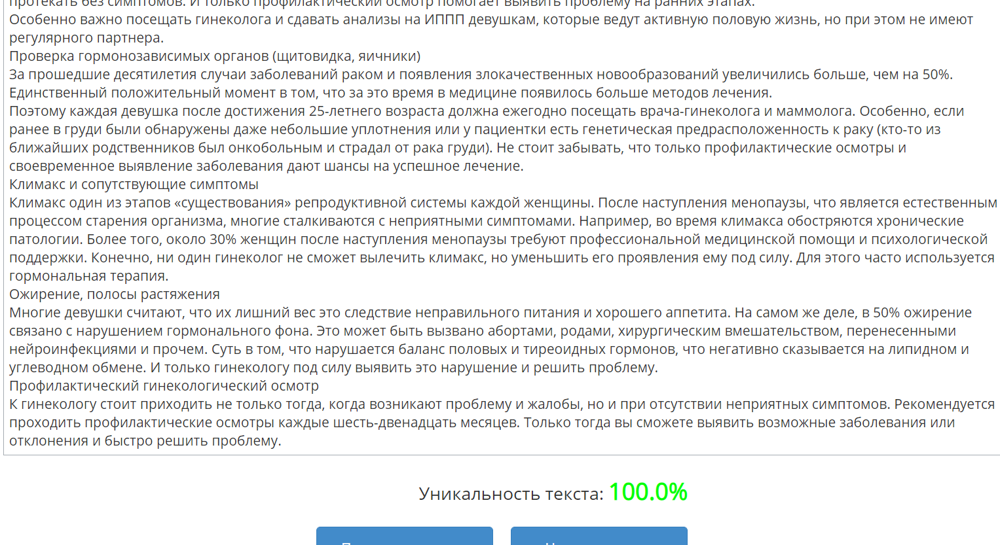 протекать без симптомов. И только профилактический осмотр помогает выявить проблему на ранних этапах.
Особенно важно посещать гинеколога и сдавать анализы на ИППП девушкам, которые ведут активную половую жизнь, но при этом не имеют
регулярного партнера.
Проверка гормонозависимых органов (щитовидка, яичники)
За прошедшие десятилетия случаи заболеваний раком и появления злокачественных новообразований увеличились больше, чем на 50%.
Единственный положительный момент в том, что за это время в медицине появилось больше методов лечения.
Поэтому каждая девушка после достижения 25-летнего возраста должна ежегодно посещать врача-гинеколога и маммолога. Особенно, если
ранее в груди были обнаружены даже небольшие уплотнения или у пациентки есть генетическая предрасположенность к раку (кто-то из
ближайших родственников был онкобольным и страдал от рака груди). Не стоит забывать, что только профилактические осмотры и
своевременное выявление заболевания дают шансы на успешное лечение.
Климакс и сопутствующие симптомы
Климакс один из этапов «существования» репродуктивной системы каждой женщины. После наступления менопаузы, что является естественным
процессом старения организма, многие сталкиваются с неприятными симптомами. Например, во время климакса обостряются хронические
патологии. Более того, около 30% женщин после наступления менопаузы требуют профессиональной медицинской помощи и психологической
поддержки. Конечно, ни один гинеколог не сможет вылечить климакс, но уменьшить его проявления ему под силу. Для этого часто используется
гормональная терапия.
Ожирение, полосы растяжения
Многие девушки считают, что их лишний вес это следствие неправильного питания и хорошего аппетита. На самом же деле, в 50% ожирение
связано с нарушением гормонального фона. Это может быть вызвано абортами, родами, хирургическим вмешательством, перенесенными
нейроинфекциями и прочем. Суть в том, что нарушается баланс половых и тиреоидных гормонов, что негативно сказывается на липидном и
углеводном обмене. И только гинекологу под силу выявить это нарушение и решить проблему.
Профилактический гинекологический осмотр
К гинекологу стоит приходить не только тогда, когда возникают проблему и жалобы, но и при отсутствии неприятных симптомов. Рекомендуется
проходить профилактические осмотры каждые шесть-двенадцать месяцев. Только тогда вы сможете выявить возможные заболевания или
отклонения и быстро решить проблему.
Уникальность текста: 100.0%